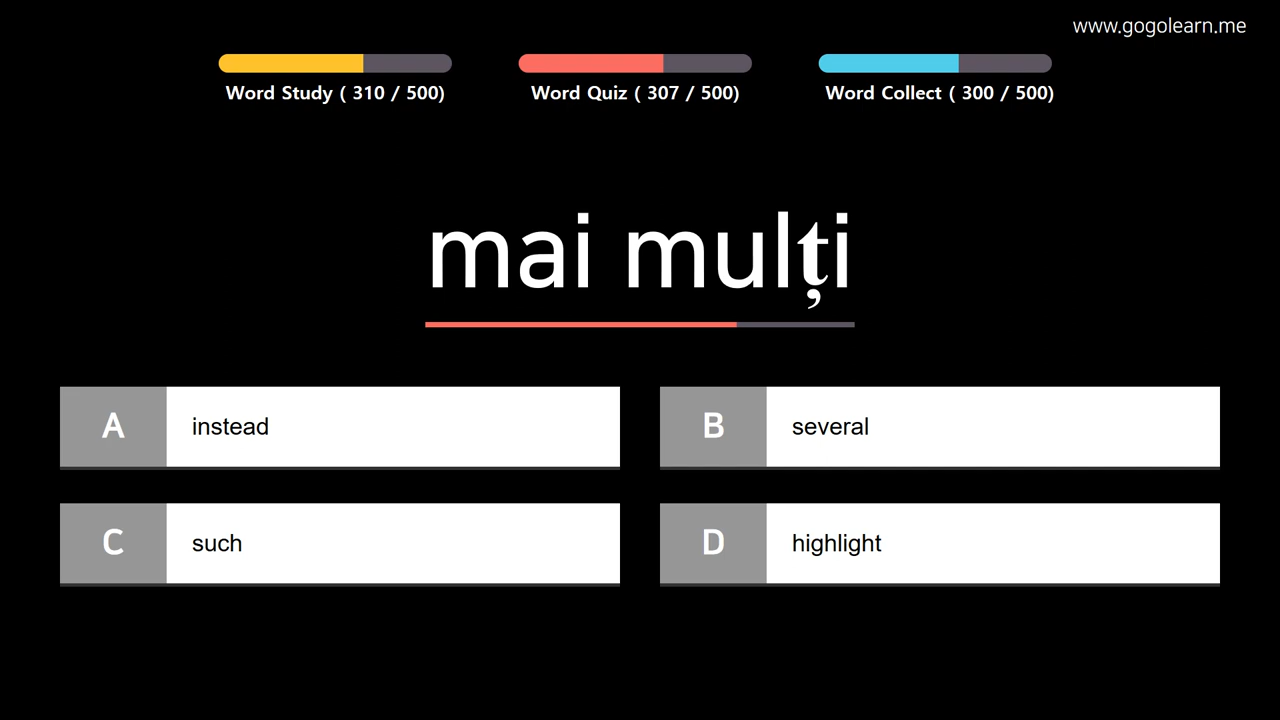 www.gogolearn.me
Word Study ( 310 / 500)
Word Quiz ( 307 / 500)
Word Collect ( 300 / 500)
mai mulți
A instead
B several
C such
D highlight